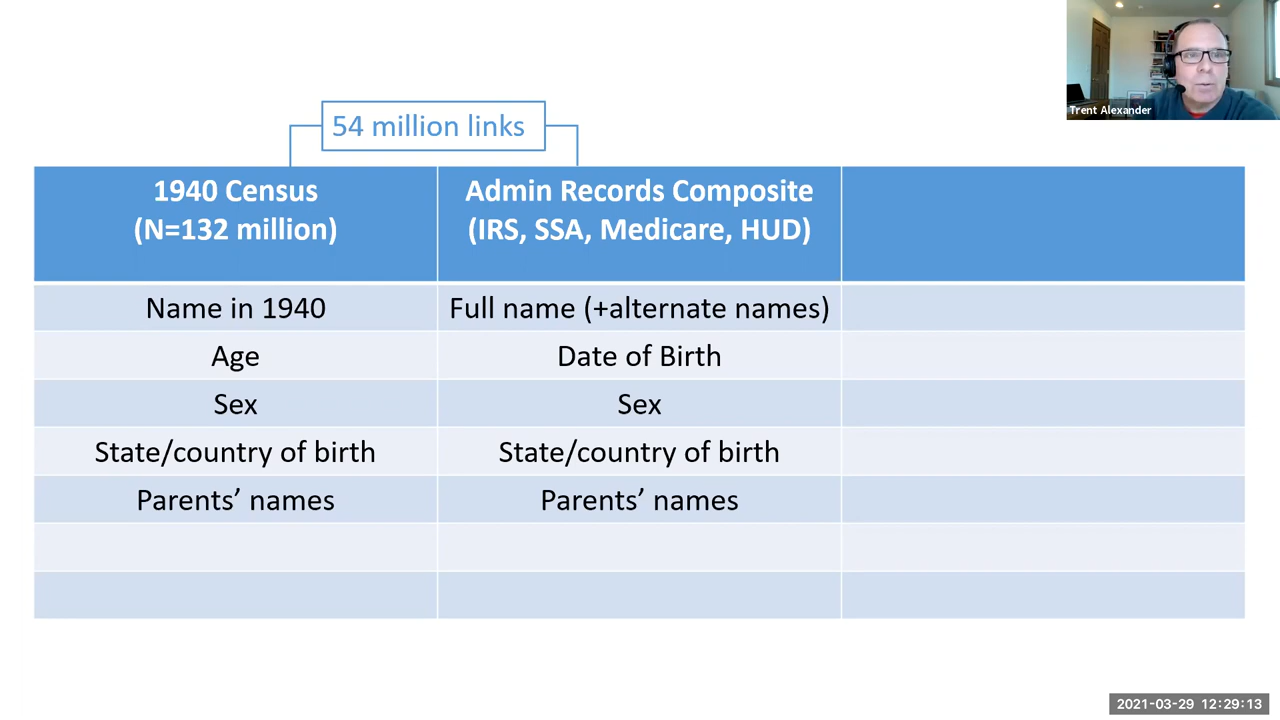 Trent Alexander
54 million links
1940 Census
(N=132 million)
Admin Records Composite
(IRS, SSA, Medicare, HUD)
Name in 1940
Full name (+alternate names)
Age
Date of Birth
Sex
Sex
State/country of birth
State/country of birth
Parents’ names
Parents’ names
2021-03-29 12:29:13